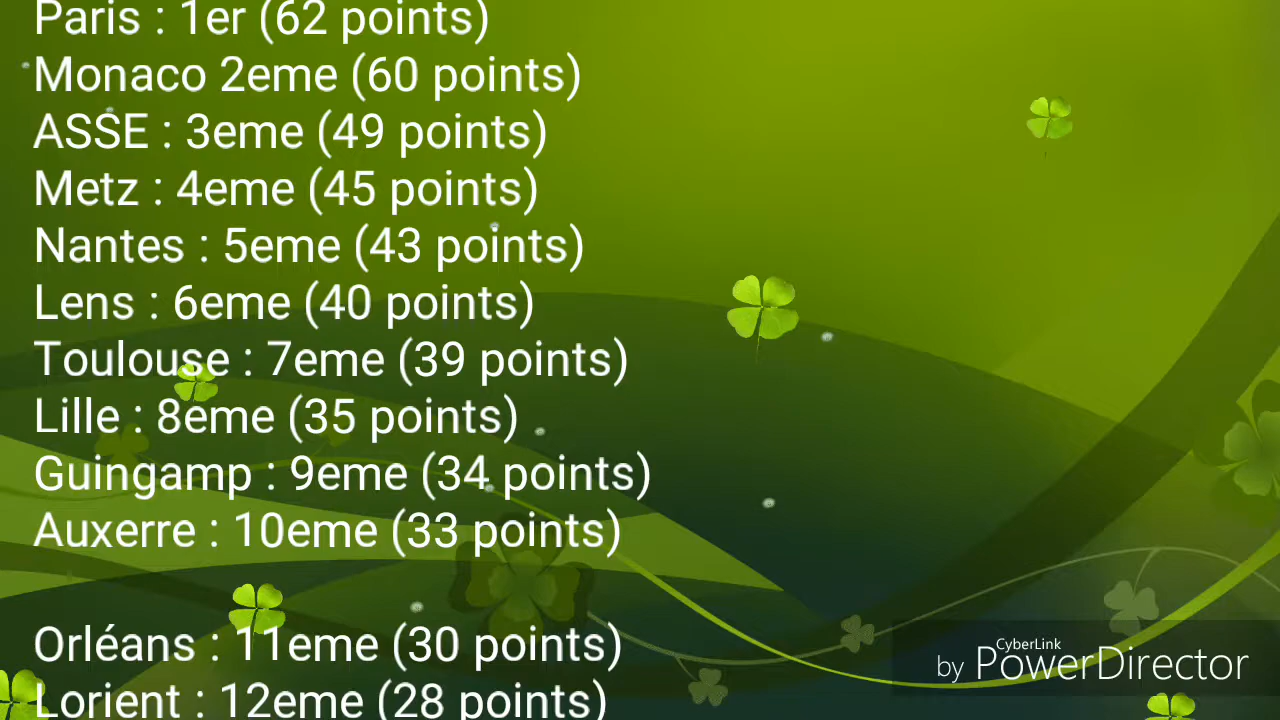 Paris : 1er (62 points)
Monaco 2eme (60 points)
ASSE : 3eme (49 points)
Metz : 4eme (45 points)
Nantes : 5eme (43 points)
Lens : 6eme (40 points)
Toulouse : 7eme (39 points)
Lille : 8eme (35 points)
Guingamp : 9eme (34 points)
Auxerre : 10eme (33 points)
Orléans : 11eme (30 points)
Lorient : 12eme (28 points)
CyberLink
by PowerDirector